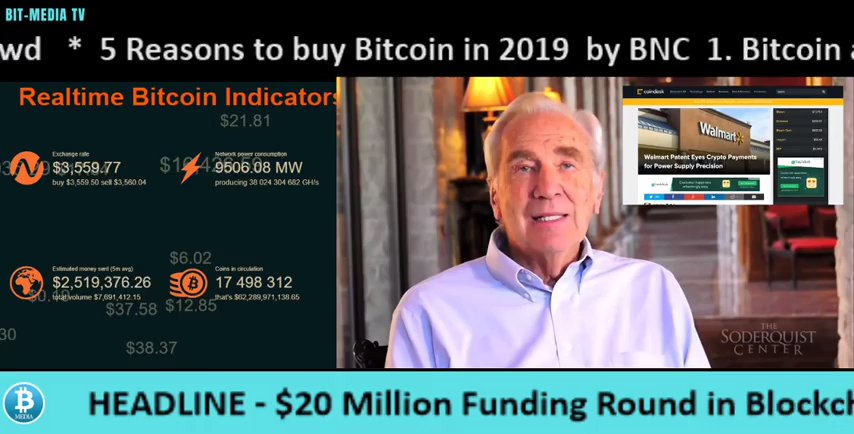 BIT-MEDIA TV
wd * 5 Reasons to buy Bitcoin in 2019 by BNC 1. Bitcoin a
Realtime Bitcoin Indicators
$21.81
Exchange rate
$3,559.77
buy $3,559.50 sell $3,560.04
Network power consumption
9506.08 MW
producing 38 024 304 682 GH/s
$6.02
Estimated money sent (5m avg)
$2,519,376.26
total volume $7,691,412.15
Coins in circulation
17 498 312
that's $62,289,971,138.65
$37.58
$12.85
30
$38.37
coindesk
Walmart
Walmart Patent Eyes Crypto Payments
for Power Supply Precision
THE
SODERQUIST
CENTER
B
MEDIA
HEADLINE - $20 Million Funding Round in Blockch